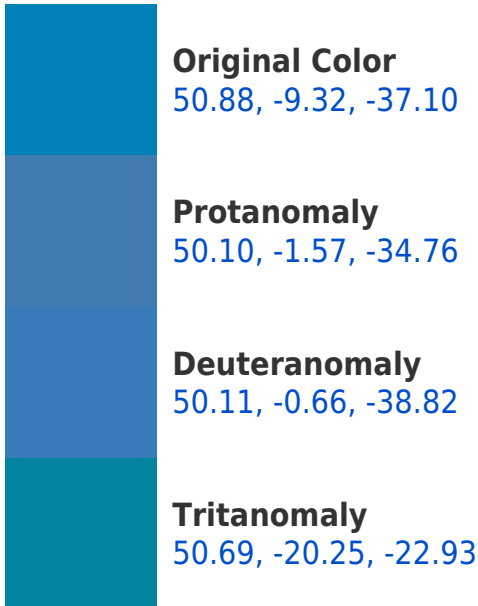 Original Color
50.88, -9.32, -37.10
Protanomaly
50.10, -1.57, -34.76
Deuteranomaly
50.11, -0.66, -38.82
Tritanomaly
50.69, -20.25, -22.93